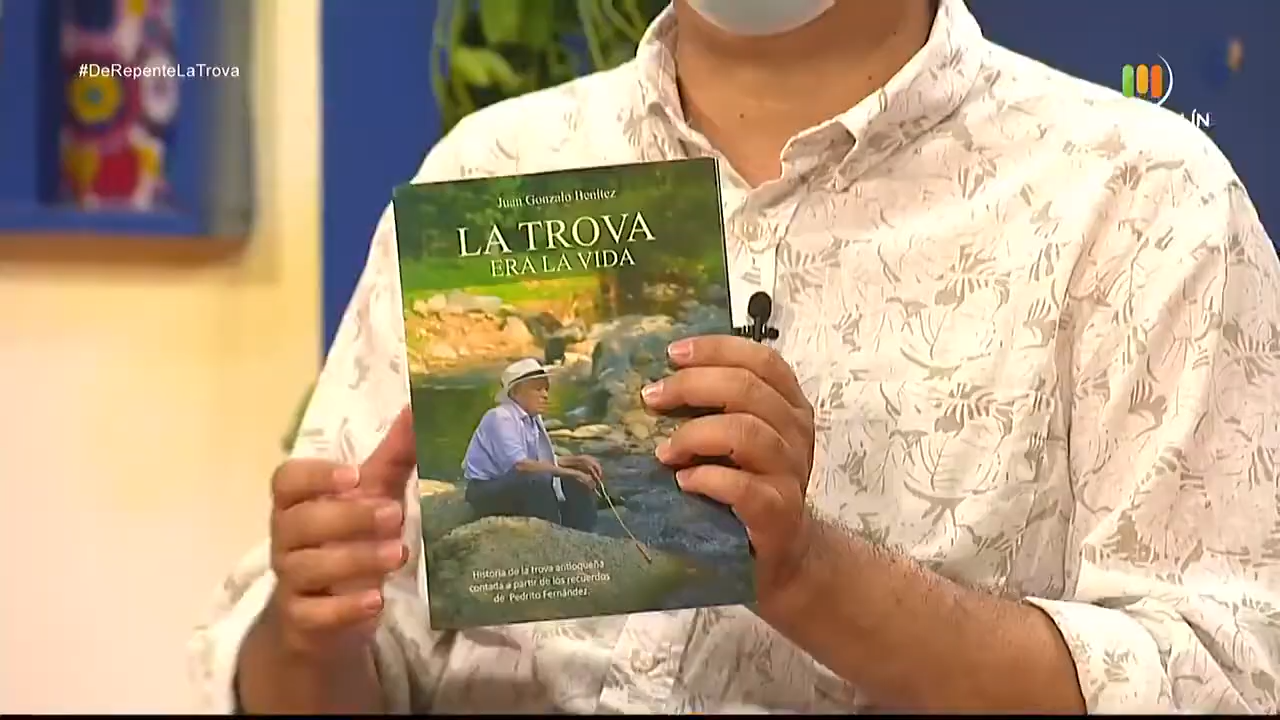 #DeRepenteLaTrova
Juan Gonzalo Benítez
LA TROVA
ERA LA VIDA
Historia de la trova antioqueña
contada a partir de los recuerdos
de Pedrito Fernández.